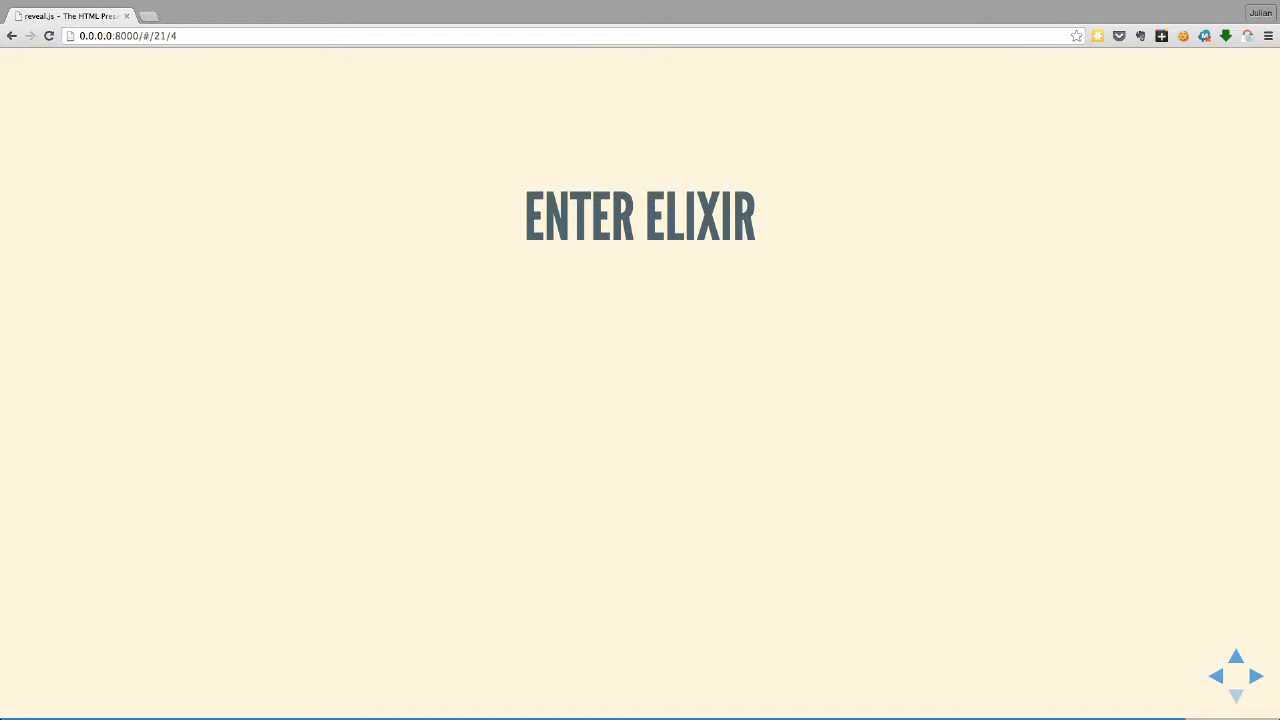 reveal.js – The HTML Pres
Julian
0.0.0.0:8000/#/21/4
ENTER ELIXIR